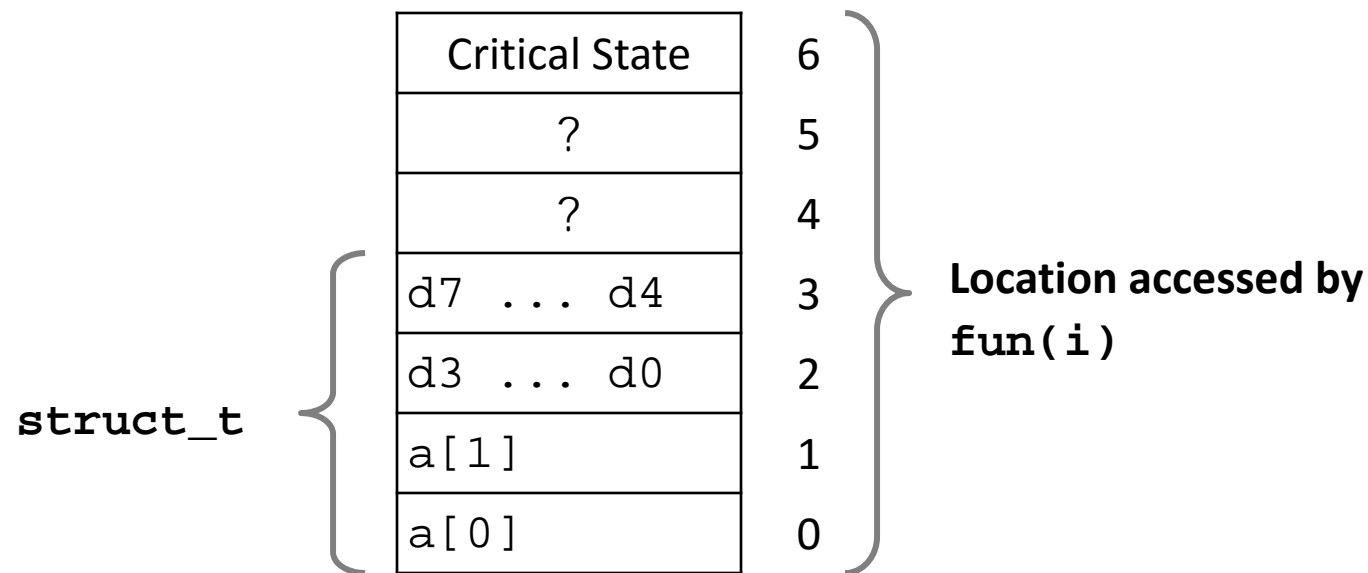 Critical State 6
? 5
? 4
d7 ... d4 3
d3 ... d0 2
a[1] 1
a[0] 0
struct_t
Location accessed by
fun(i)